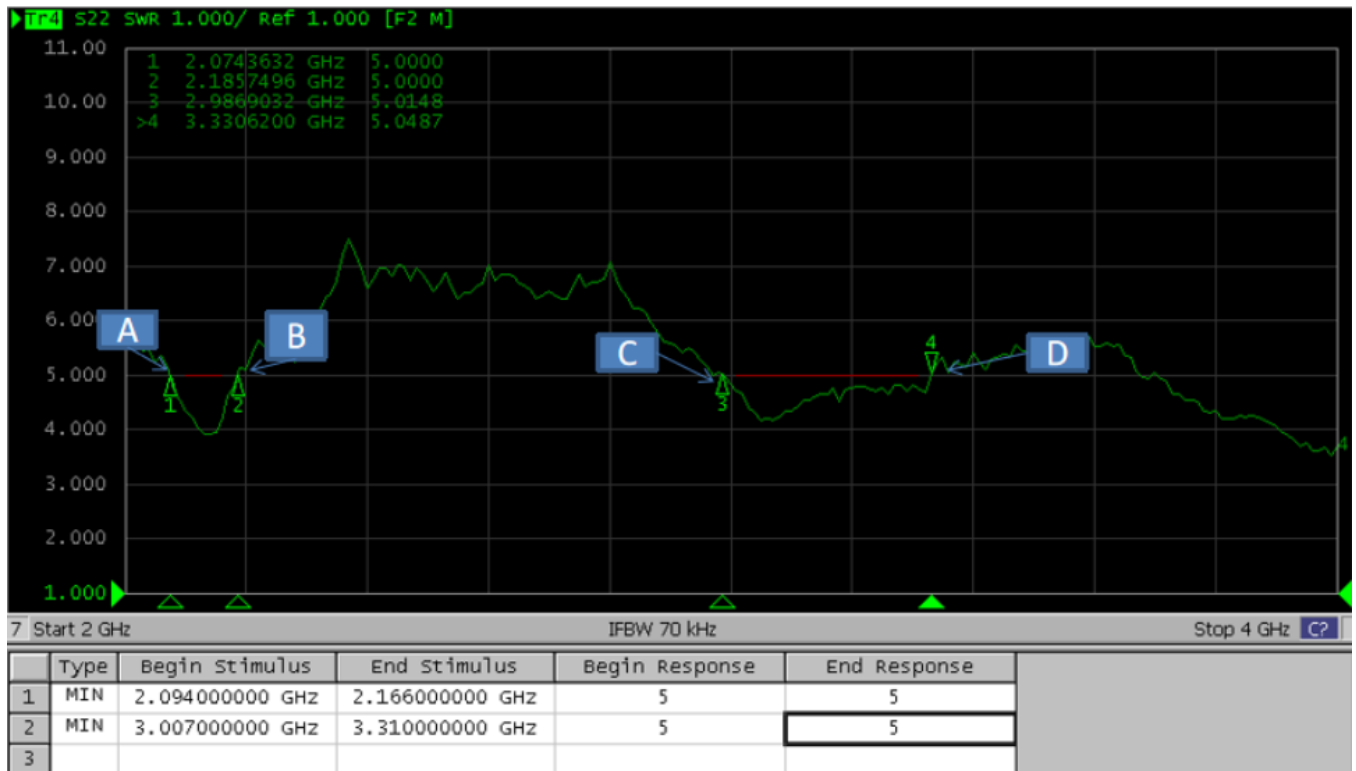 Tr4 S22 SWR 1.000/ Ref 1.000 [F2 M]
11.00
1 2.0743632 GHz 5.0000
2 2.1857496 GHz 5.0000
10.00
3 2.9869032 GHz 5.0148
>4 3.3306200 GHz 5.0487
9.000
8.000
7.000
6.00
A
B
C
4
D
5.000
1
2
3
4.000
4
3.000
2.000
1.000
7 Start 2 GHz IFBW 70 kHz Stop 4 GHz C?
Type Begin Stimulus End Stimulus Begin Response End Response
1 MIN 2.094000000 GHz 2.166000000 GHz 5 5
2 MIN 3.007000000 GHz 3.310000000 GHz 5 5
3